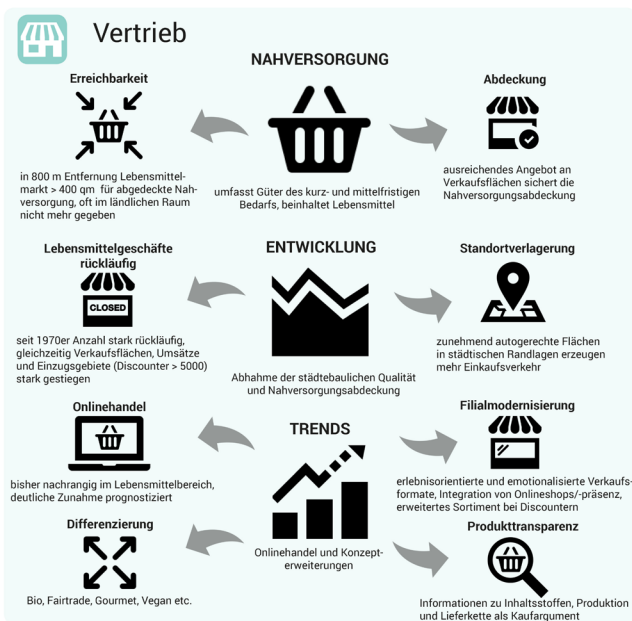 Vertrieb
NAHVERSORGUNG
Erreichbarkeit
in 800 m Entfernung Lebensmittel-
markt > 400 qm für abgedeckte Nah-
versorgung, oft im ländlichen Raum
nicht mehr gegeben
umfasst Güter des kurz- und mittelfristigen
Bedarfs, beinhaltet Lebensmittel
Abdeckung
ausreichendes Angebot an
Verkaufsflächen sichert die
Nahversorgungsabdeckung
ENTWICKLUNG
Lebensmittelgeschäfte
rückläufig
CLOSED
seit 1970er Anzahl stark rückläufig,
gleichzeitig Verkaufsflächen, Umsätze
und Einzugsgebiete (Discounter > 5000)
stark gestiegen
Abhahme der städtebaulichen Qualität
und Nahversorgungsabdeckung
Standortverlagerung
zunehmend autogerechte Flächen
in städtischen Randlagen erzeugen
mehr Einkaufsverkehr
TRENDS
Onlinehandel
bisher nachrangig im Lebensmittelbereich,
deutliche Zunahme prognostiziert
Filialmodernisierung
erlebnisorientierte und emotionalisierte Verkaufs-
formate, Integration von Onlineshops/-präsenz,
erweitertes Sortiment bei Discountern
Differenzierung
Bio, Fairtrade, Gourmet, Vegan etc.
Onlinehandel und Konzept-
erweiterungen
Produkttransparenz
Informationen zu Inhaltsstoffen, Produktion
und Lieferkette als Kaufargument